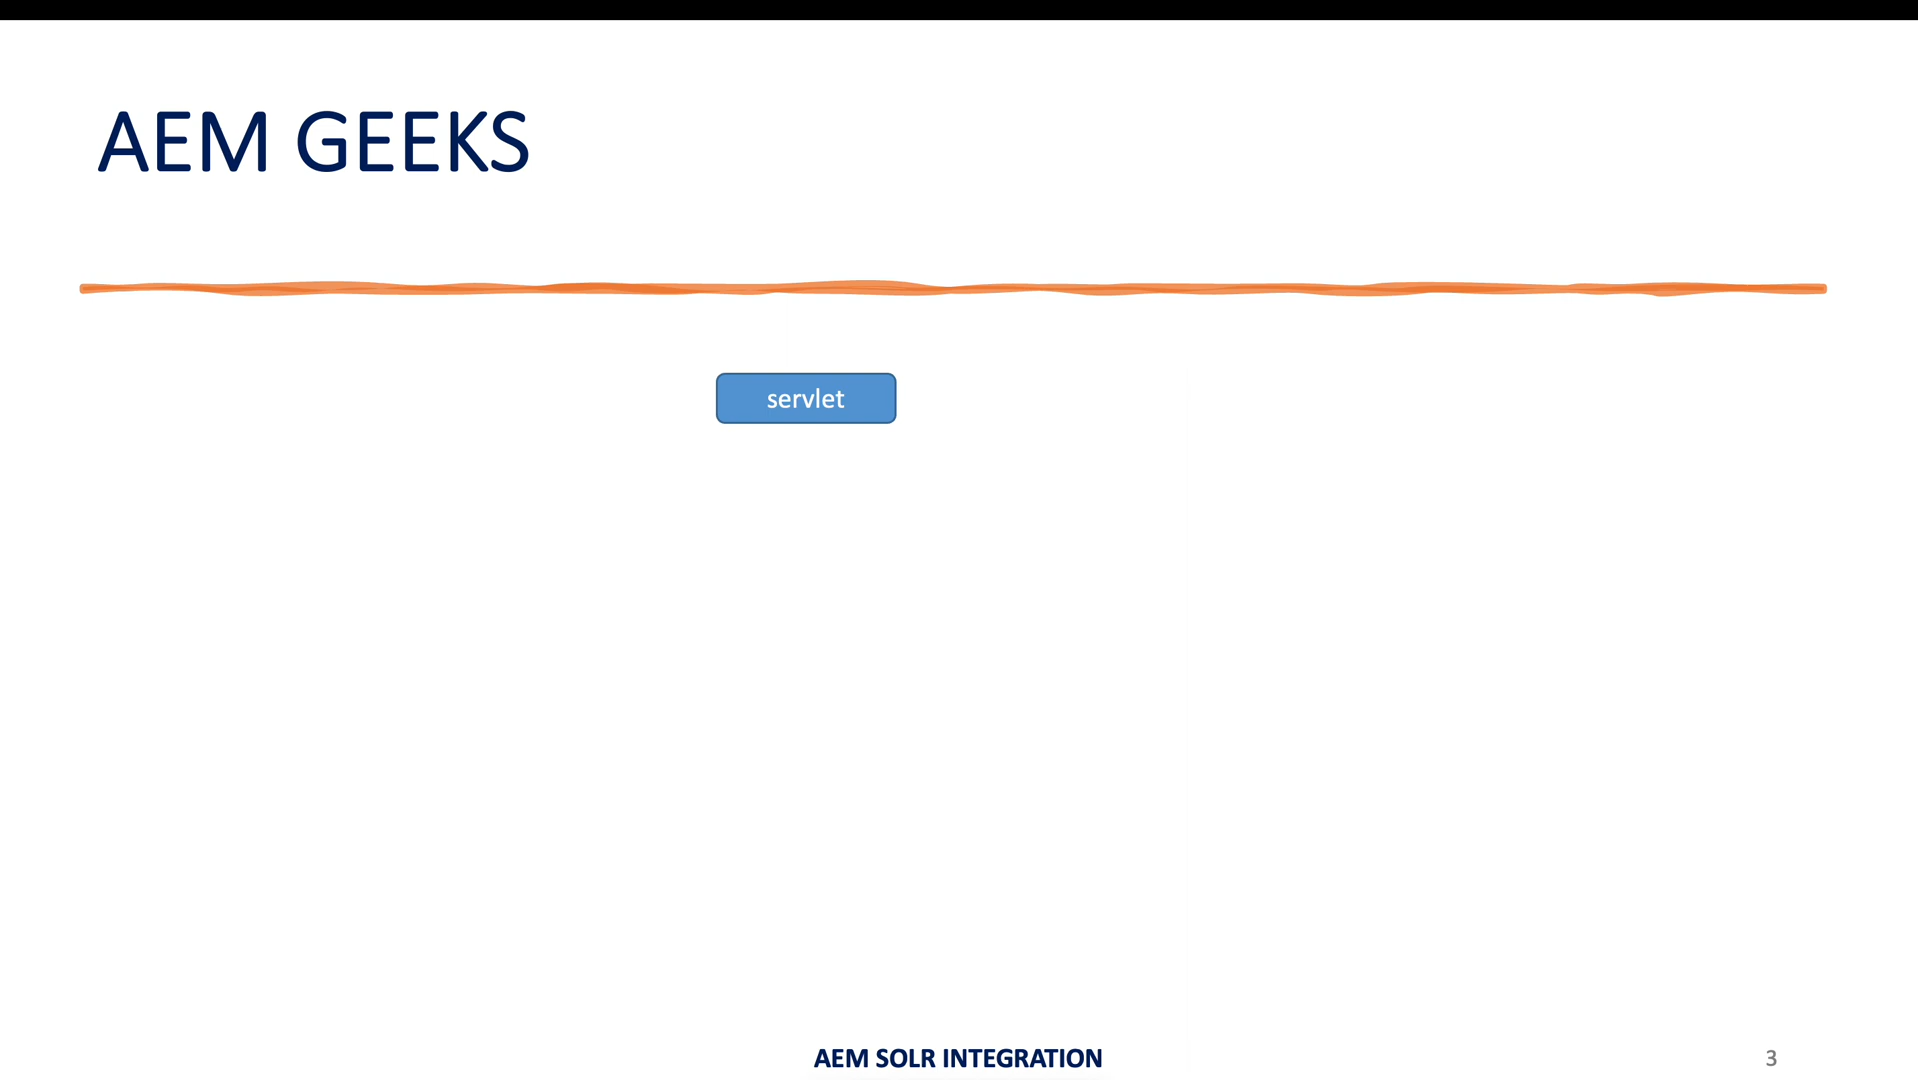 AEM GEEKS
servlet
AEM SOLR INTEGRATION
3